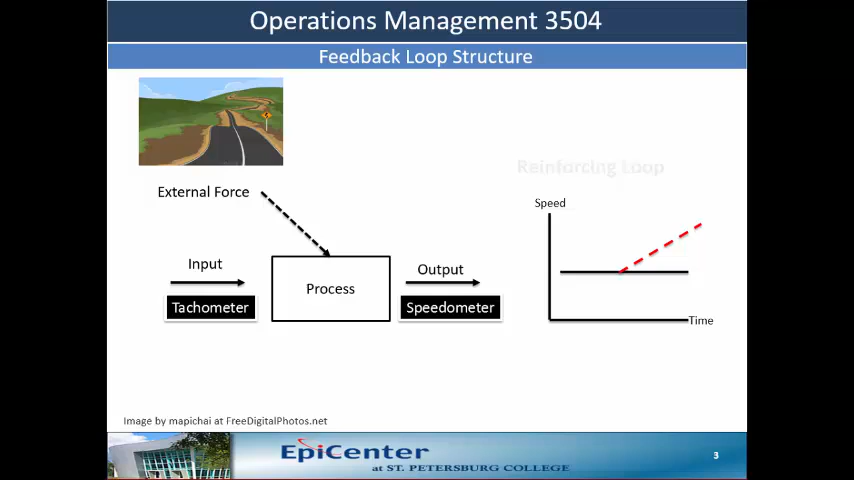 Operations Management 3504
Feedback Loop Structure
Reinforcing Loop
External Force
Speed
Input
Output
Process
Tachometer
Speedometer
Time
Image by mapichai at FreeDigitalPhotos.net
EpiCenter
at ST. PETERSBURG COLLEGE
3